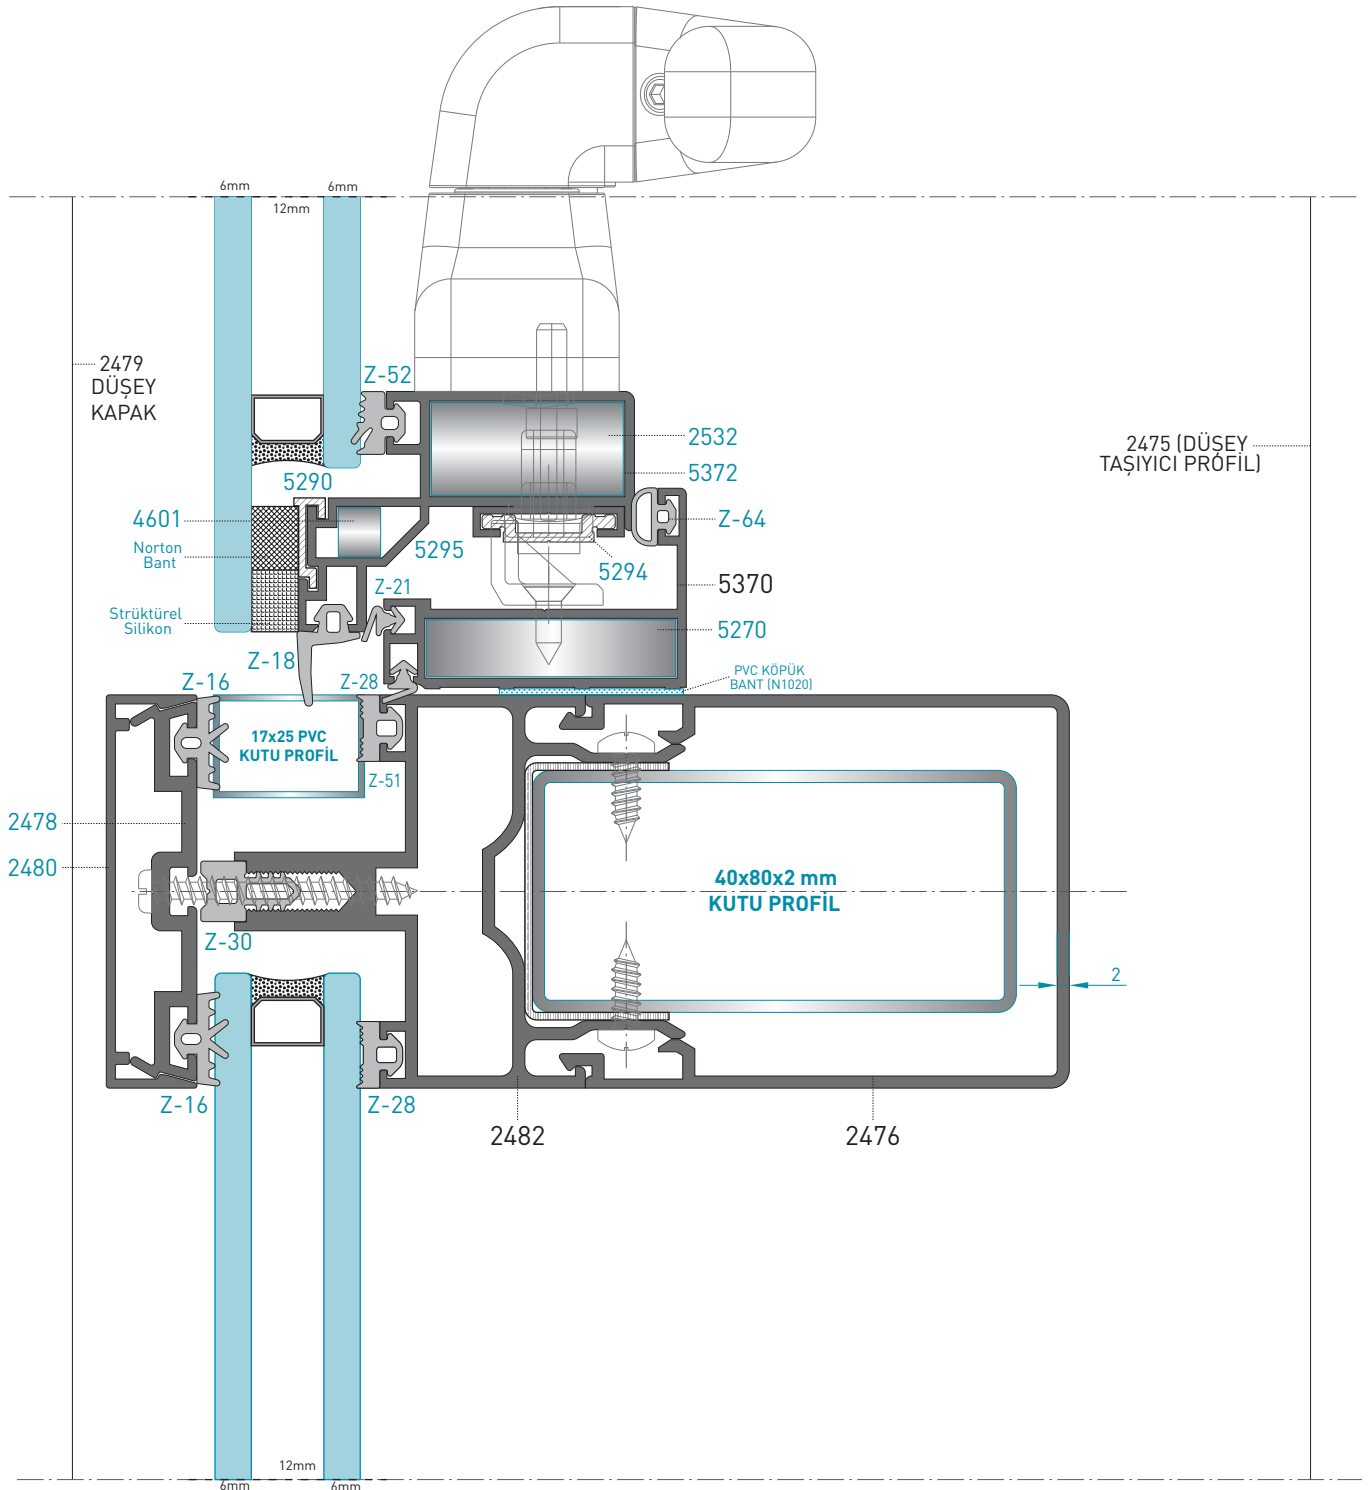 6mm
6mm
12mm
2479
DÜŞEY
KAPAK
Z-52
2532
5372
2475 (DÜŞEY
TAŞIYICI PROFİL)
5290
4601
Norton
Bant
5295
Z-64
5294
Z-21
5370
Strüktürel
Silikon
5270
Z-18
Z-16
Z-28
PVC KÖPÜK
BANT (N1020)
17x25 PVC
KUTU PROFİL
Z-51
2478
2480
40x80x2 mm
KUTU PROFİL
Z-30
2
Z-16
Z-28
2482
2476
12mm
6mm
6mm